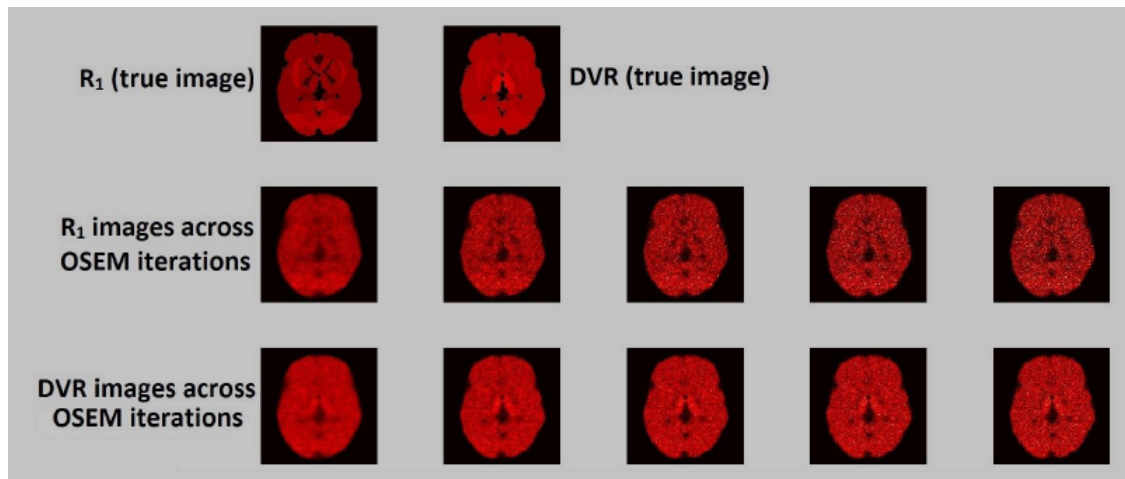 R₁ (true image)
DVR (true image)
R₁ images across
OSEM iterations
DVR images across
OSEM iterations